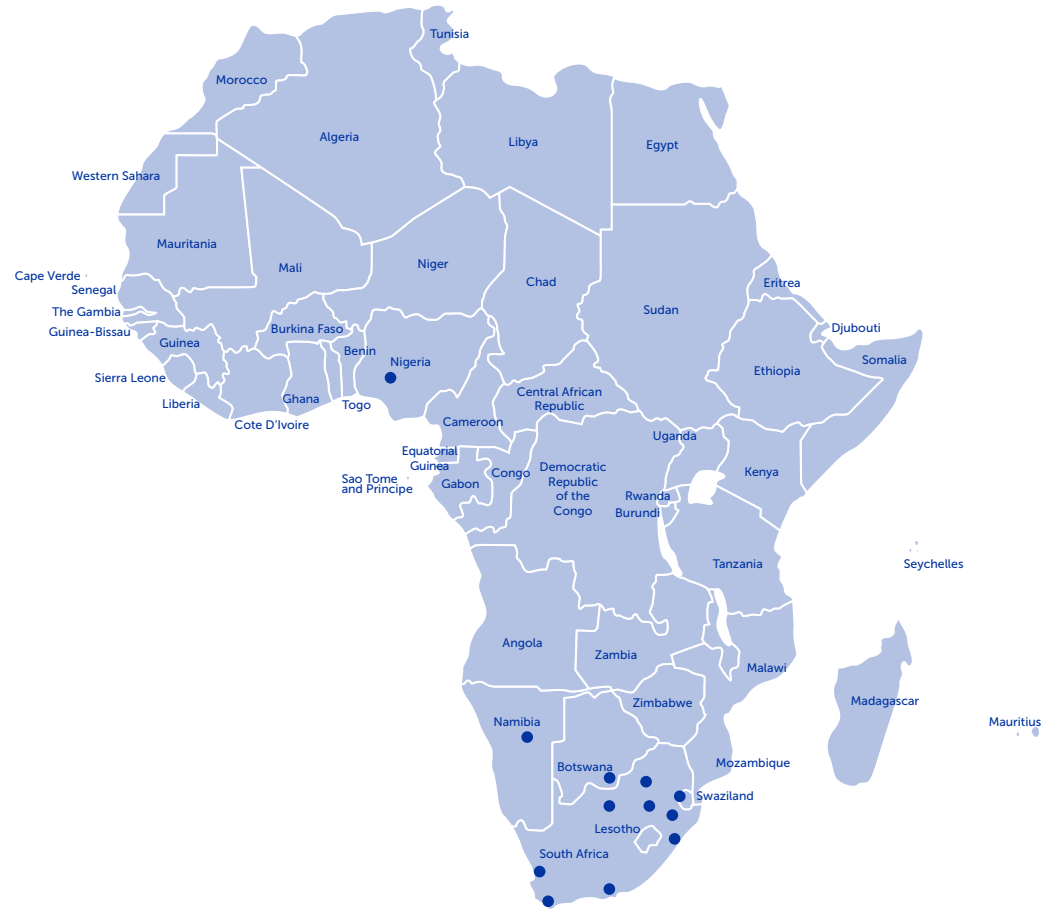 Tunisia
Morocco
Algeria
Libya
Egypt
Western Sahara
Mauritania
Mali
Niger
Chad
Sudan
Eritrea
Cape Verde
Senegal
The Gambia
Guinea-Bissau
Guinea
Burkina Faso
Djubouti
Benin
Nigeria
Somalia
Ethiopia
Sierra Leone
Liberia
Ghana
Togo
Cote D'Ivoire
Central African
Republic
Cameroon
Uganda
Equatorial
Guinea
Sao Tome
and Principe
Gabon
Congo
Democratic
Republic
of the
Congo
Kenya
Rwanda
Burundi
Tanzania
Seychelles
Angola
Zambia
Malawi
Zimbabwe
Madagascar
Mauritius
Namibia
Botswana
Mozambique
Swaziland
Lesotho
South Africa